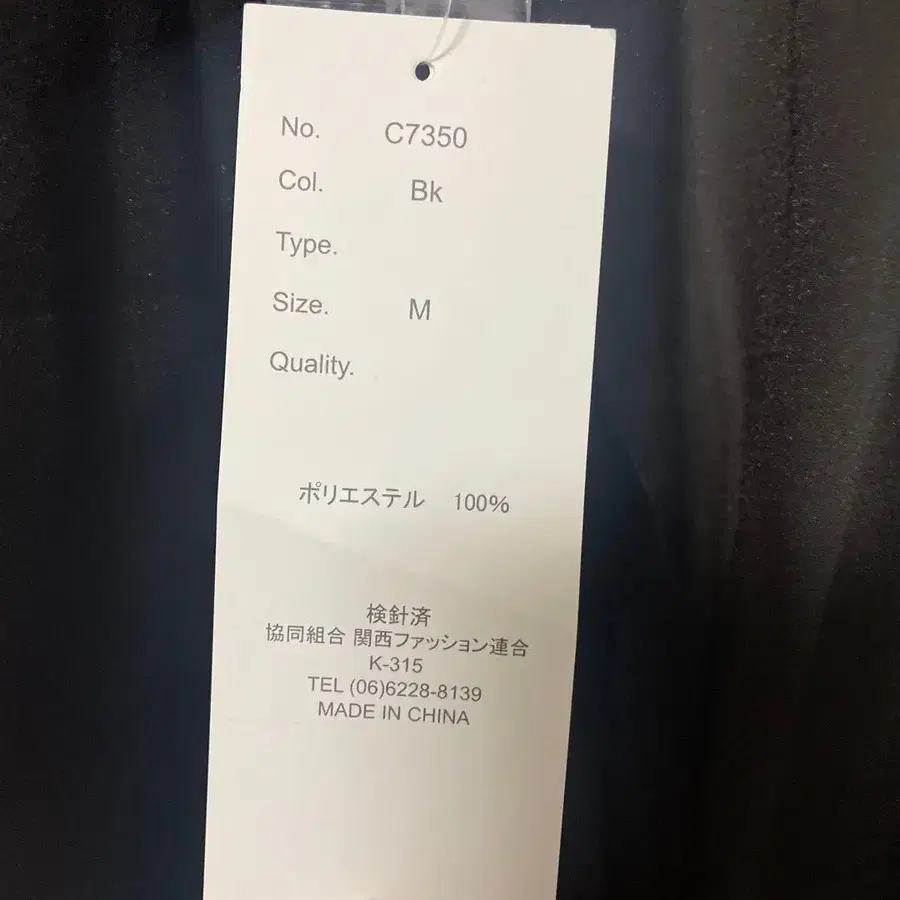 No. C7350
Col. Bk
Type.
Size. M
Quality.
ポリエステル 100%
検針済
協同組合 関西ファッション連合
K-315
TEL (06)6228-8139
MADE IN CHINA